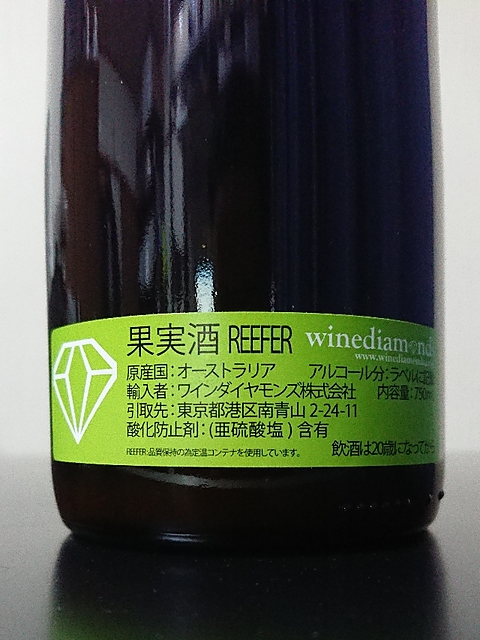 果実酒 REEFER winediamonds
www.winediamonds
原産国：オーストラリア アルコール分：ラベルに記載
輸入者：ワインダイヤモンズ株式会社 内容量：750ml
引取先：東京都港区南青山 2-24-11
酸化防止剤：(亜硫酸塩)含有
飲酒は20歳になってから
REEFER:品質保持の為定温コンテナを使用しています。